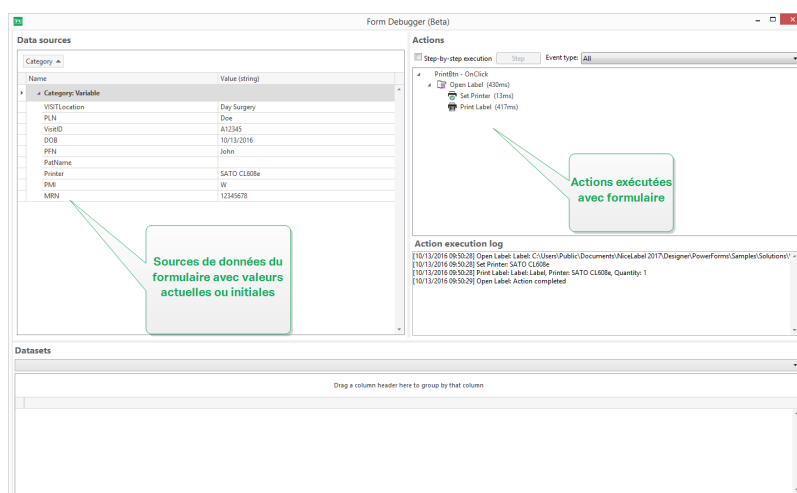 Form Debugger (Beta)
Data sources
Category
Name Value (string)
Category: Variable
VISITLocation Day Surgery
PLN Doe
VisitID A12345
DOB 10/13/2016
PFN John
PatName
Printer SATO CL608e
PMI W
MRN 12345678
Sources de données du
formulaire avec valeurs
actuelles ou initiales
Actions
Step-by-step execution Step Event type: All
PrintBtn - OnClick
Open Label (430ms)
Set Printer (13ms)
Print Label (417ms)
Actions exécutées
avec formulaire
Action execution log
[10/13/2016 09:50:28] Open Label: Label: C:\Users\Public\Documents\NiceLabel 2017\Designer\PowerForms\Samples\Solutions\
[10/13/2016 09:50:28] Set Printer: SATO CL608e
[10/13/2016 09:50:28] Print Label: Label: Label, Printer: SATO CL608e, Quantity: 1
[10/13/2016 09:50:29] Open Label: Action completed
Datasets
Drag a column header here to group by that column